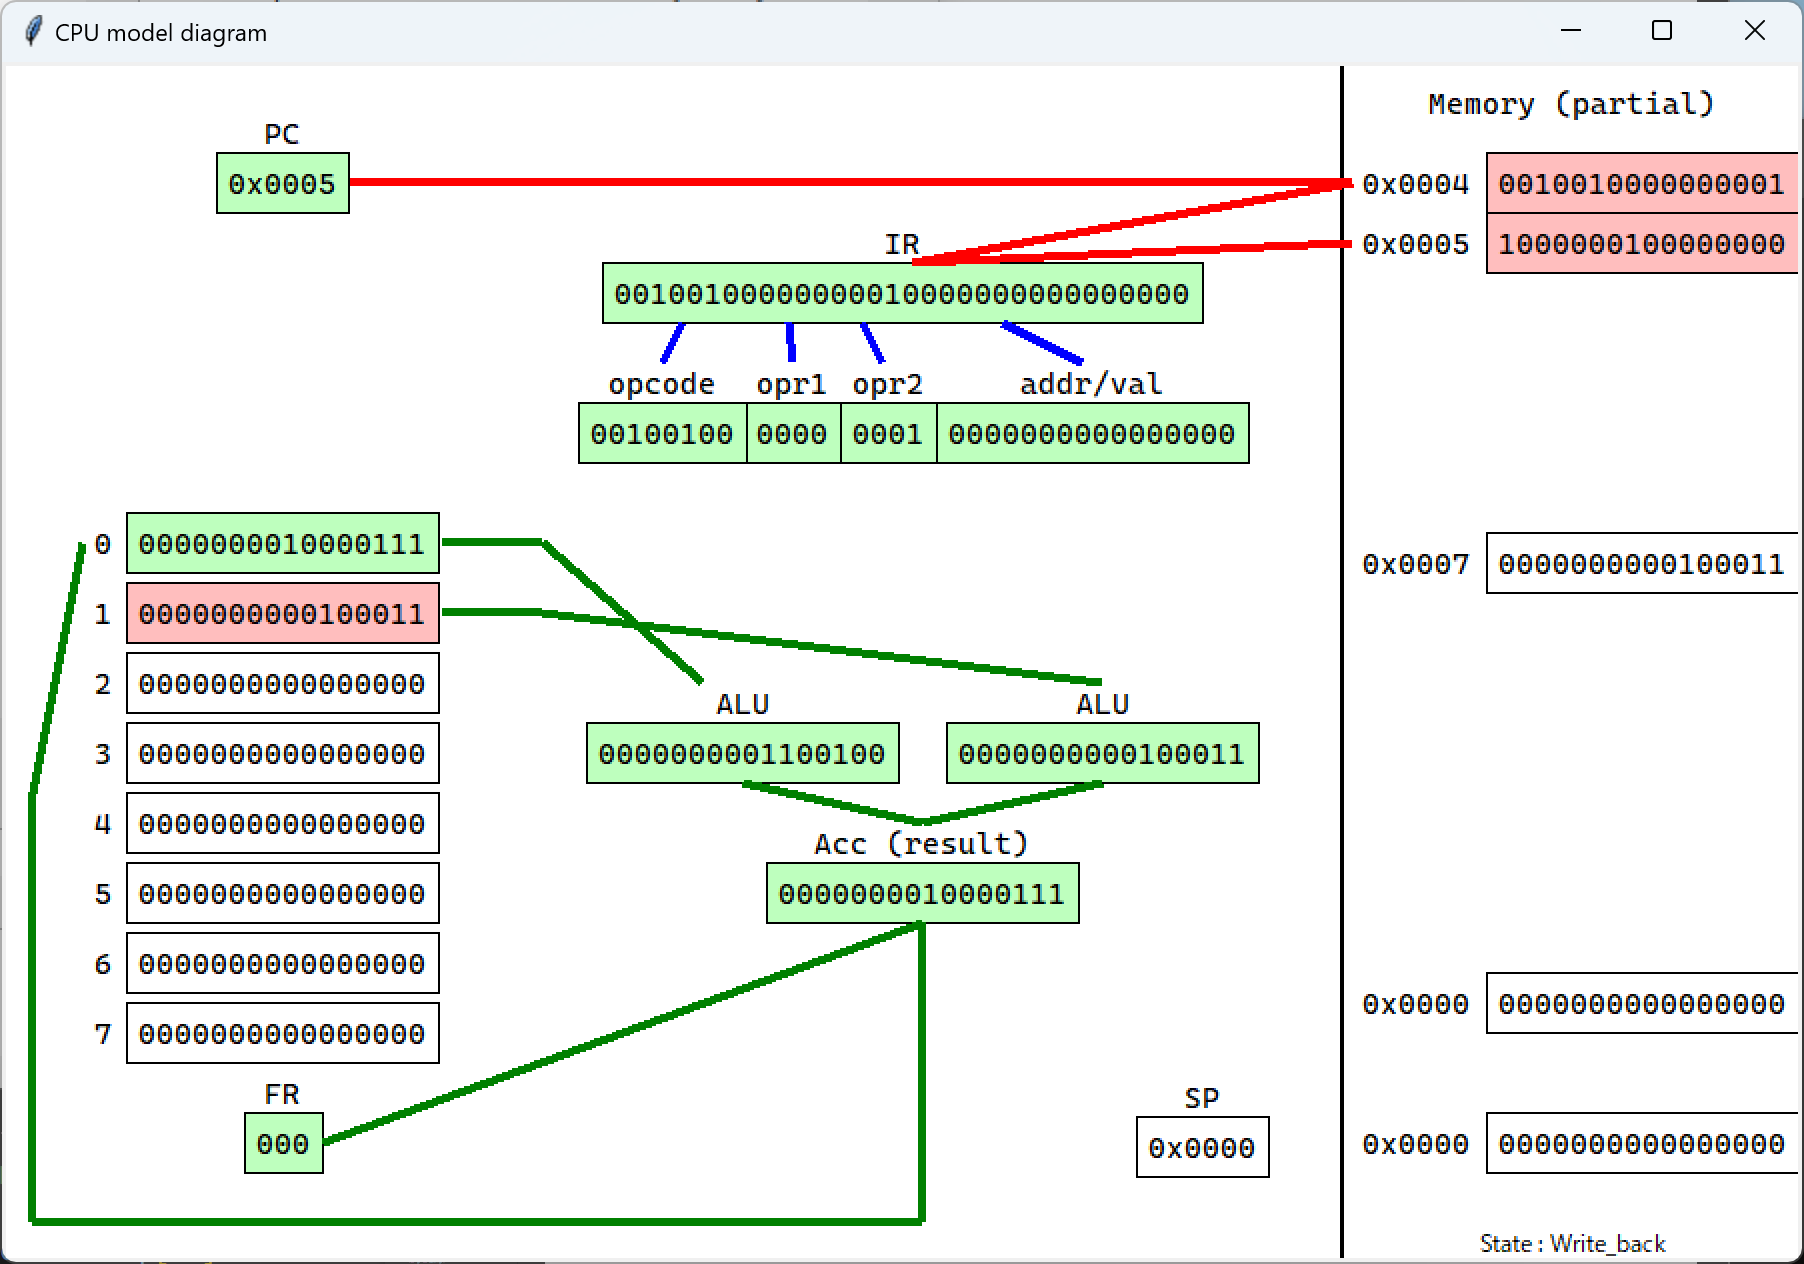 CPU model diagram
Memory (partial)
PC
0x0005
0x0004 0010010000000001
IR
0x0005 1000000100000000
00100100000000010000000000000000
opcode opr1 opr2 addr/val
00100100 0000 0001 0000000000000000
0 0000000010000111
0x0007 0000000000100011
1 0000000000100011
2 0000000000000000
ALU ALU
3 0000000000000000
0000000001100100 0000000000100011
4 0000000000000000
Acc (result)
5 0000000000000000
0000000010000111
6 0000000000000000
0x0000 0000000000000000
7 0000000000000000
FR
SP
000
0x0000
0x0000 0000000000000000
State : Write_back